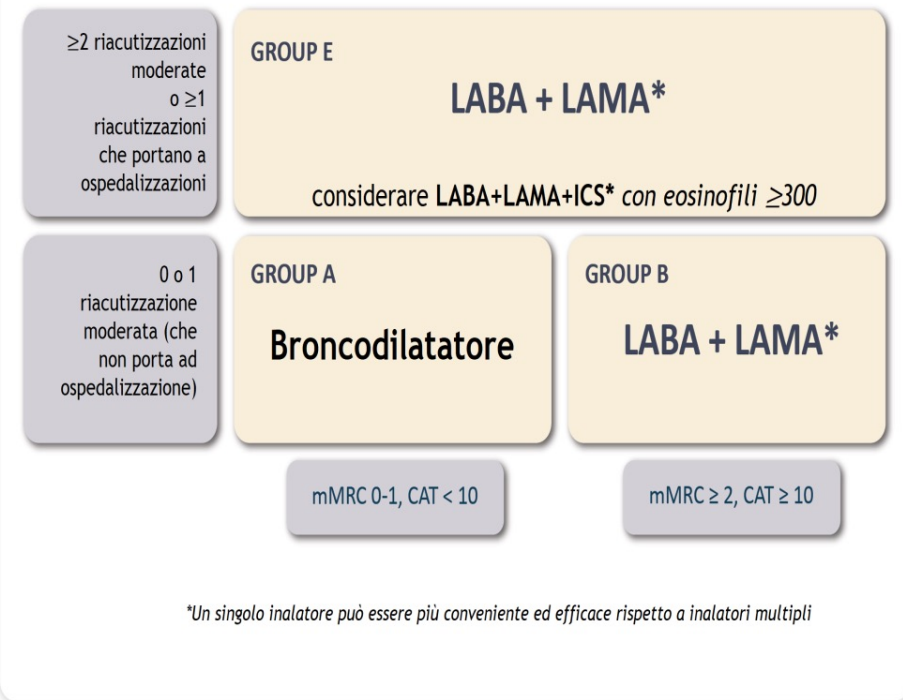 ≥2 riacutizzazioni
moderate
o ≥1
riacutizzazioni
che portano a
ospedalizzazioni
GROUP E
LABA + LAMA*
considerare LABA+LAMA+ICS* con eosinofili ≥300
0 o 1
riacutizzazione
moderata (che
non porta ad
ospedalizzazione)
GROUP A
Broncodilatatore
GROUP B
LABA + LAMA*
mMRC 0-1, CAT < 10
mMRC ≥ 2, CAT ≥ 10
*Un singolo inalatore può essere più conveniente ed efficace rispetto a inalatori multipli